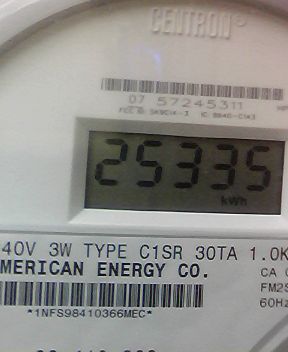 CENTRON®
07 57245311
25335
kWh
40V 3W TYPE C1SR 30TA 1.0K
MERICAN ENERGY CO.
CA
FM2S
60Hz
*1NFS98410366MEC*